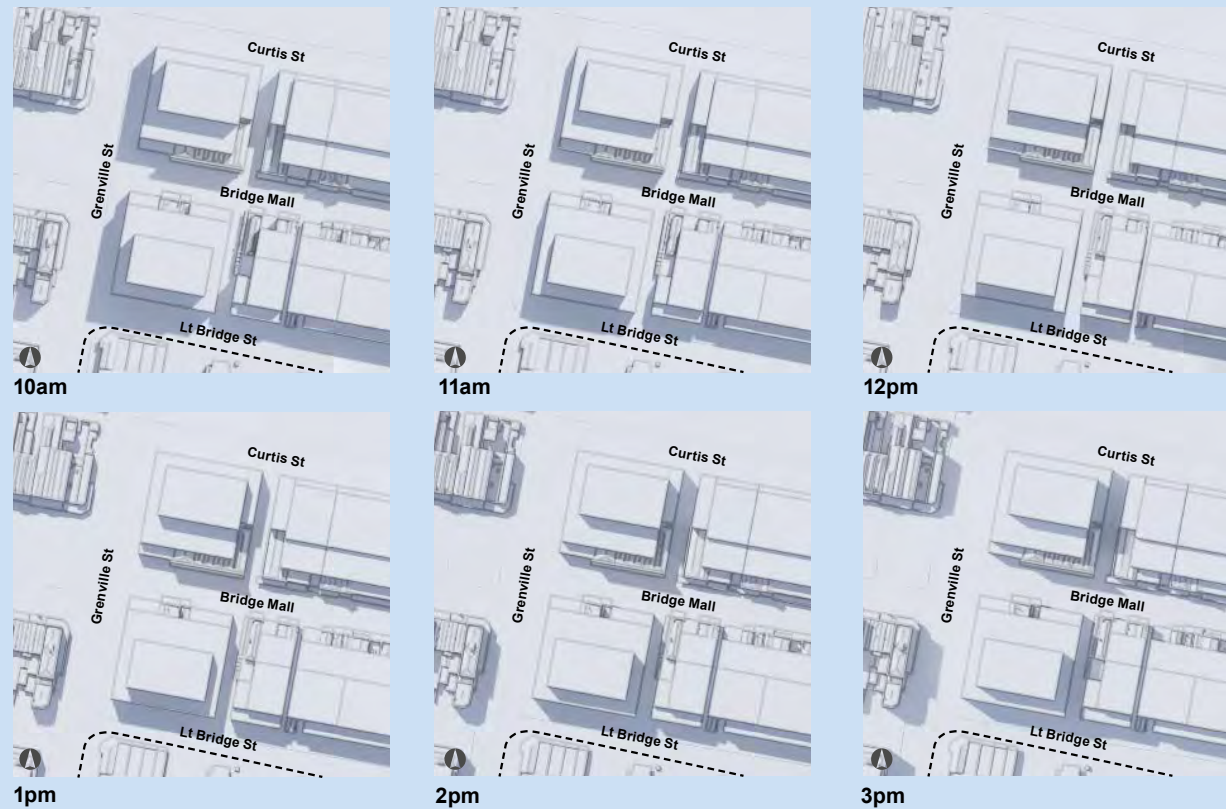 Curtis St
Grenville St
Bridge Mall
Lt Bridge St
10am
Curtis St
Grenville St
Bridge Mall
Lt Bridge St
11am
Curtis St
Grenville St
Bridge Mall
Lt Bridge St
12pm
Curtis St
Grenville St
Bridge Mall
Lt Bridge St
1pm
Curtis St
Grenville St
Bridge Mall
Lt Bridge St
2pm
Curtis St
Grenville St
Bridge Mall
Lt Bridge St
3pm